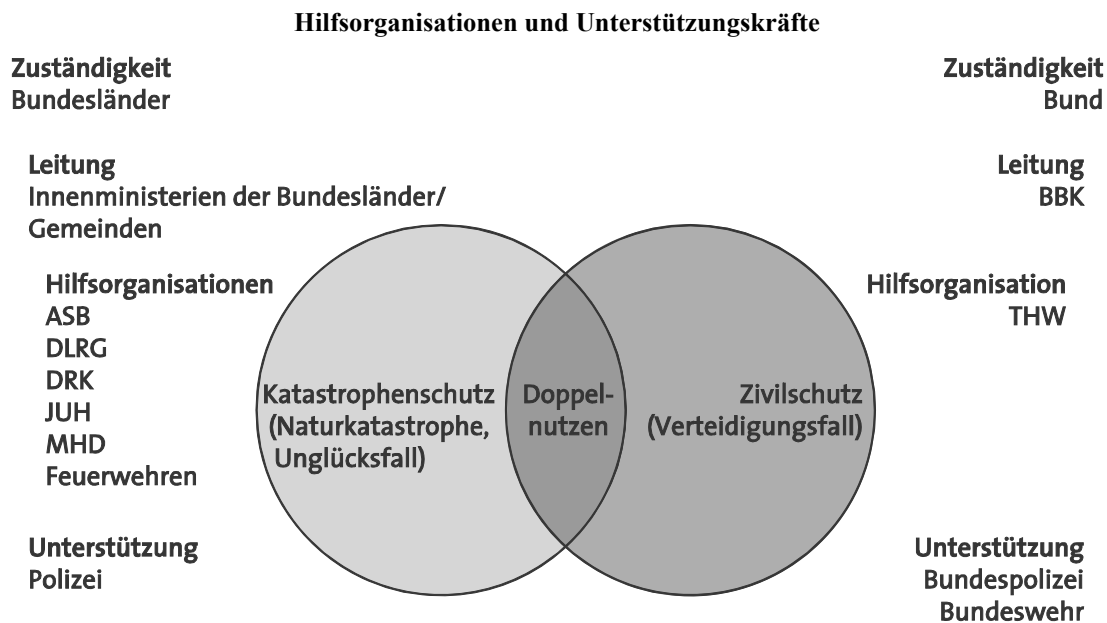 Hilfsorganisationen und Unterstützungskräfte
Zuständigkeit
Bundesländer
Leitung
Innenministerien der Bundesländer/
Gemeinden
Hilfsorganisationen
ASB
DLRG
DRK
JUH
MHD
Feuerwehren
Unterstützung
Polizei
Katastrophenschutz
(Naturkatastrophe,
Unglücksfall)
Doppel-
nutzen
Zivilschutz
(Verteidigungsfall)
Zuständigkeit
Bund
Leitung
BBK
Hilfsorganisation
THW
Unterstützung
Bundespolizei
Bundeswehr